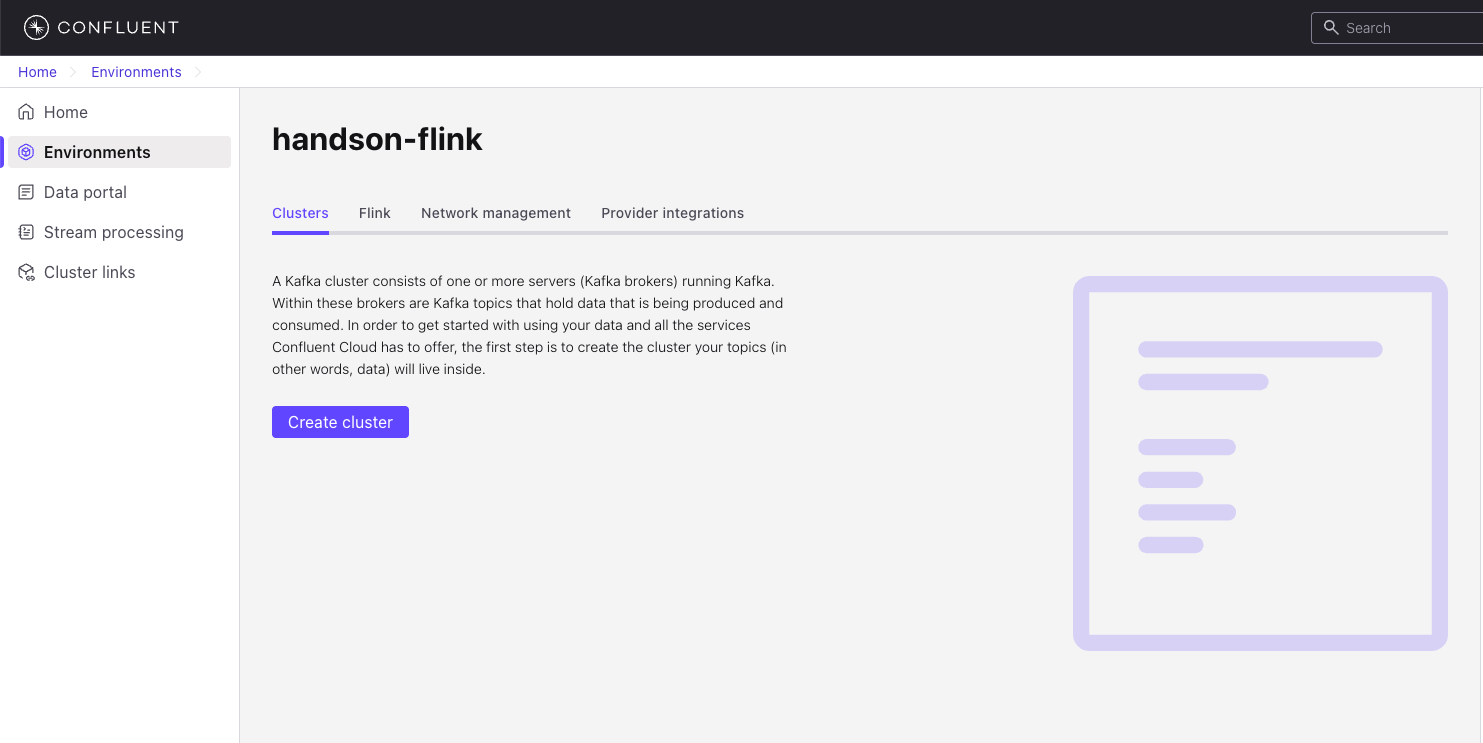 CONFLUENT
Search
Home
Environments
Home
Environments
Data portal
Stream processing
Cluster links
handson-flink
Clusters
Flink
Network management
Provider integrations
A Kafka cluster consists of one or more servers (Kafka brokers) running Kafka.
Within these brokers are Kafka topics that hold data that is being produced and
consumed. In order to get started with using your data and all the services
Confluent Cloud has to offer, the first step is to create the cluster your topics (in
other words, data) will live inside.
Create cluster